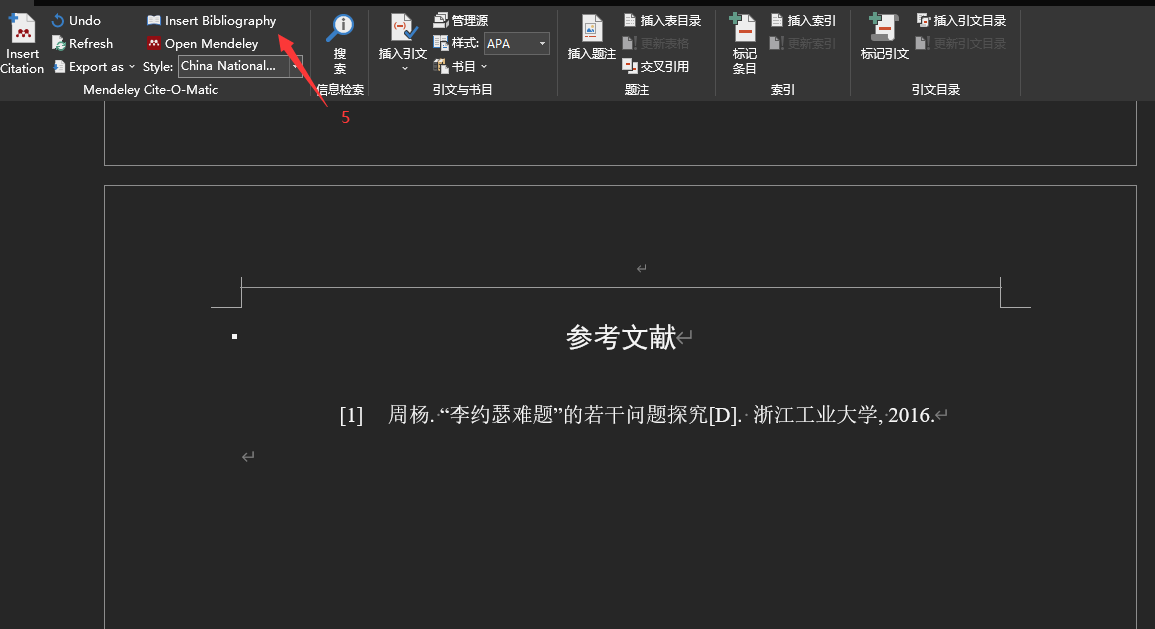 Undo
Insert Bibliography
Refresh
Open Mendeley
Insert
Citation
Export as
Style:
China National...
Mendeley Cite-O-Matic
搜
索
信息检索
插入引文
管理源
样式:
APA
书目
引文与书目
插入题注
插入表目录
更新表格
交叉引用
题注
标记
条目
插入索引
更新索引
索引
标记引文
插入引文目录
更新引文目录
引文目录
5
参考文献
[1] 周杨. “李约瑟难题”的若干问题探究[D]. 浙江工业大学, 2016.